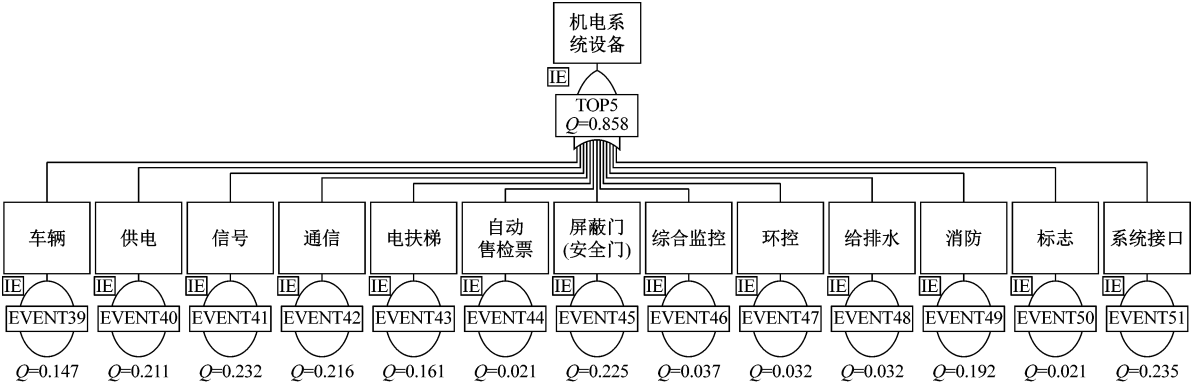 机电系
统设备
IE
TOP5
Q=0.858
车辆
供电
信号
通信
电扶梯
自动
售检票
屏蔽门
(安全门)
综合监控
环控
给排水
消防
标志
系统接口
IE
IE
IE
IE
IE
IE
IE
IE
IE
IE
IE
IE
IE
EVENT39
EVENT40
EVENT41
EVENT42
EVENT43
EVENT44
EVENT45
EVENT46
EVENT47
EVENT48
EVENT49
EVENT50
EVENT51
Q=0.147
Q=0.211
Q=0.232
Q=0.216
Q=0.161
Q=0.021
Q=0.225
Q=0.037
Q=0.032
Q=0.032
Q=0.192
Q=0.021
Q=0.235